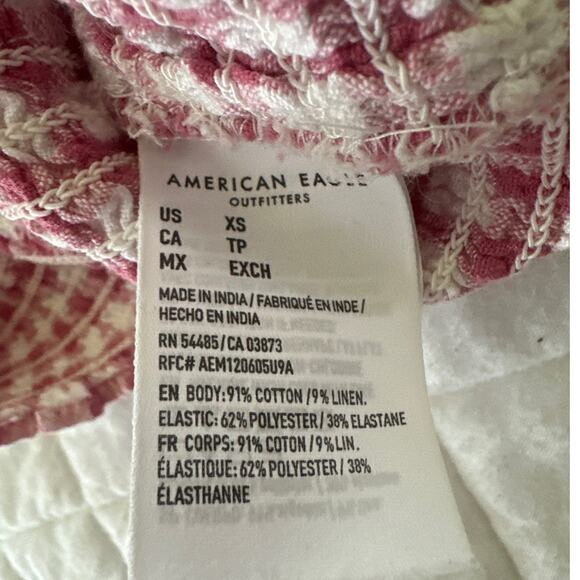 AMERICAN EAGLE
OUTFITTERS
US XS
CA TP
MX EXCH
MADE IN INDIA / FABRIQUÉ EN INDE /
HECHO EN INDIA
RN 54485 / CA 03873
RFC# AEM120605U9A
EN BODY: 91% COTTON / 9% LINEN.
ELASTIC: 62% POLYESTER / 38% ELASTANE
FR CORPS: 91% COTON / 9% LIN.
ÉLASTIQUE: 62% POLYESTER / 38%
ÉLASTHANNE